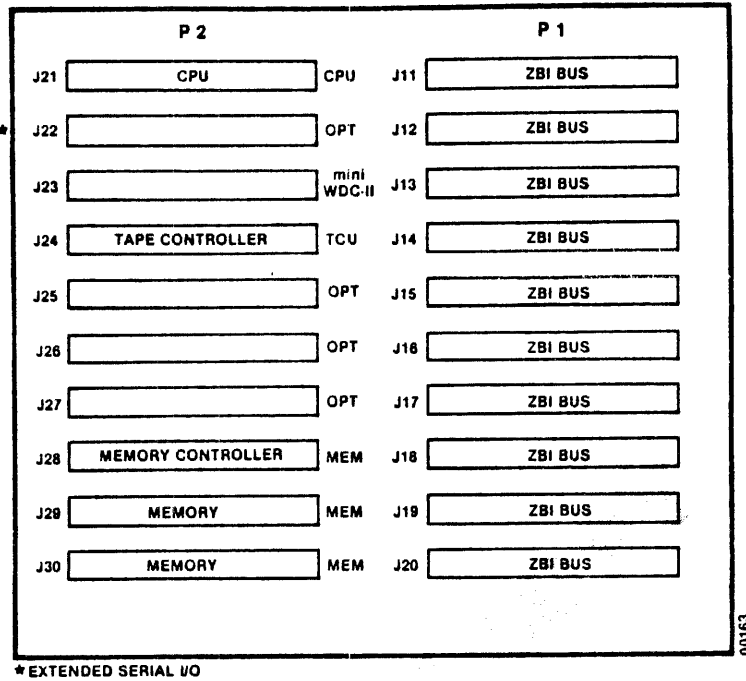 P 2 P 1
J21 CPU CPU J11 ZBI BUS
* J22 OPT J12 ZBI BUS
J23 mini WDC-II J13 ZBI BUS
J24 TAPE CONTROLLER TCU J14 ZBI BUS
J25 OPT J15 ZBI BUS
J26 OPT J16 ZBI BUS
J27 OPT J17 ZBI BUS
J28 MEMORY CONTROLLER MEM J18 ZBI BUS
J29 MEMORY MEM J19 ZBI BUS
J30 MEMORY MEM J20 ZBI BUS
00163
* EXTENDED SERIAL I/O